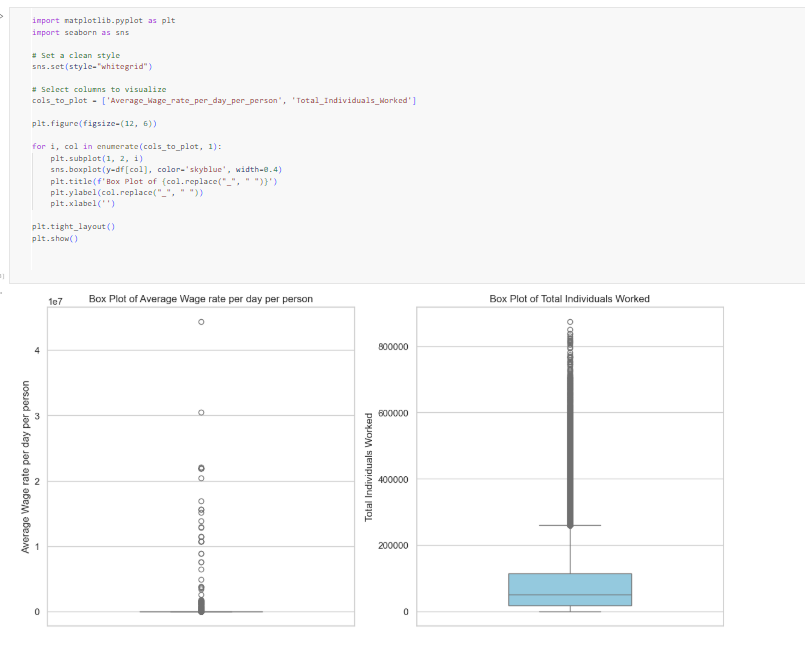 import matplotlib.pyplot as plt
import seaborn as sns
# Set a clean style
sns.set(style="whitegrid")
# Select columns to visualize
cols_to_plot = ['Average_Wage_rate_per_day_per_person', 'Total_Individuals_Worked']
plt.figure(figsize=(12, 6))
for i, col in enumerate(cols_to_plot, 1):
    plt.subplot(1, 2, i)
    sns.boxplot(y=df[col], color='skyblue', width=0.4)
    plt.title(f'Box Plot of {col.replace("_", " ")}')
    plt.ylabel(col.replace("_", " "))
    plt.xlabel('')
plt.tight_layout()
plt.show()
1e7
Box Plot of Average Wage rate per day per person
Average Wage rate per day per person
4
3
2
1
0
Box Plot of Total Individuals Worked
Total Individuals Worked
800000
600000
400000
200000
0